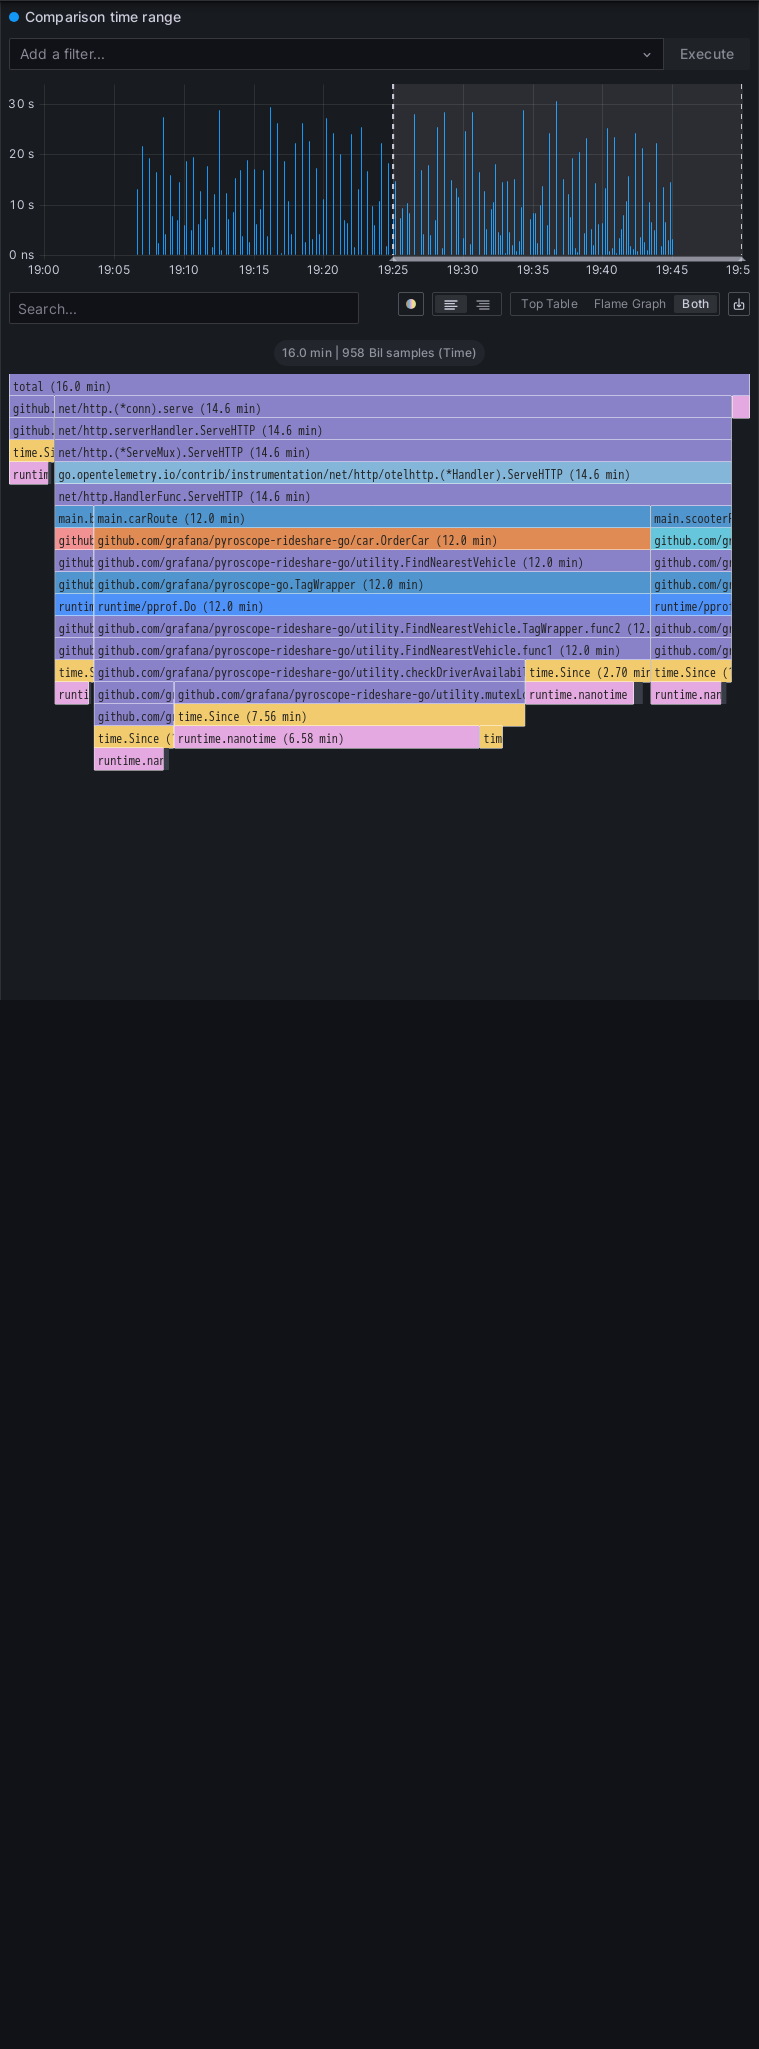 Comparison time range
Add a filter... Execute
30 s
20 s
10 s
0 ns
19:00 19:05 19:10 19:15 19:20 19:25 19:30 19:35 19:40 19:45 19:5
Search... Top Table Flame Graph Both
16.0 min | 958 Bil samples (Time)
total (16.0 min)
github. net/http.(*conn).serve (14.6 min)
github. net/http.serverHandler.ServeHTTP (14.6 min)
time.Si net/http.(*ServeMux).ServeHTTP (14.6 min)
runtim go.opentelemetry.io/contrib/instrumentation/net/http/otelhttp.(*Handler).ServeHTTP (14.6 min)
net/http.HandlerFunc.ServeHTTP (14.6 min)
main.b main.carRoute (12.0 min) main.scooterR
github github.com/grafana/pyroscope-rideshare-go/car.OrderCar (12.0 min) github.com/gr
github github.com/grafana/pyroscope-rideshare-go/utility.FindNearestVehicle (12.0 min) github.com/gr
github github.com/grafana/pyroscope-go.TagWrapper (12.0 min) github.com/gr
runtim runtime/pprof.Do (12.0 min) runtime/pprof
github github.com/grafana/pyroscope-rideshare-go/utility.FindNearestVehicle.TagWrapper.func2 (12. github.com/gr
github github.com/grafana/pyroscope-rideshare-go/utility.FindNearestVehicle.func1 (12.0 min) github.com/gr
time.S github.com/grafana/pyroscope-rideshare-go/utility.checkDriverAvailabi time.Since (2.70 min time.Since (
runti github.com/g github.com/grafana/pyroscope-rideshare-go/utility.mutexL runtime.nanotime runtime.nan
github.com/g time.Since (7.56 min)
time.Since ( runtime.nanotime (6.58 min) tim
runtime.nan